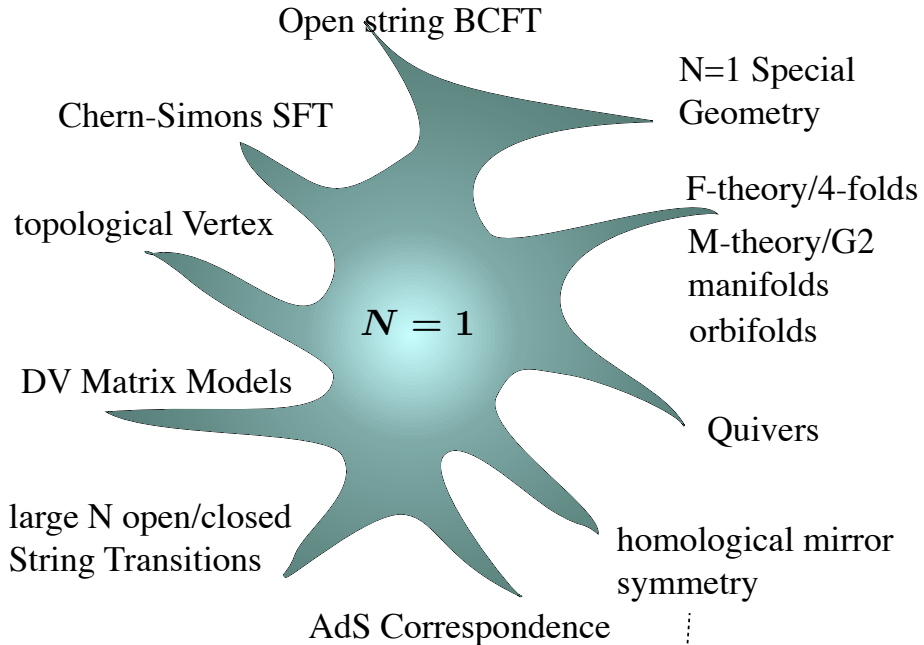 Open string BCFT
N=1 Special
Geometry
Chern-Simons SFT
F-theory/4-folds
topological Vertex
M-theory/G2
manifolds
orbifolds
N = 1
DV Matrix Models
Quivers
large N open/closed
String Transitions
homological mirror
symmetry
AdS Correspondence